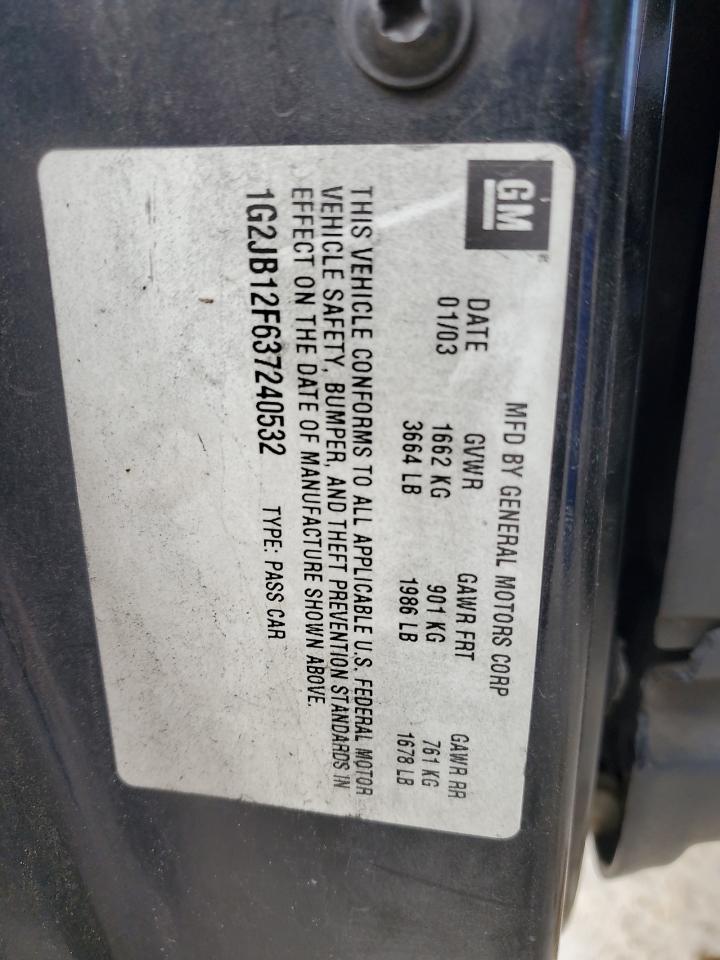 GM
®
MFD BY GENERAL MOTORS CORP
DATE GVWR GAWR FRT GAWR RR
01/03 1662 KG 901 KG 761 KG
3664 LB 1986 LB 1678 LB
THIS VEHICLE CONFORMS TO ALL APPLICABLE U.S. FEDERAL MOTOR
VEHICLE SAFETY, BUMPER, AND THEFT PREVENTION STANDARDS IN
EFFECT ON THE DATE OF MANUFACTURE SHOWN ABOVE.
1G2JB12F637240532 TYPE: PASS CAR